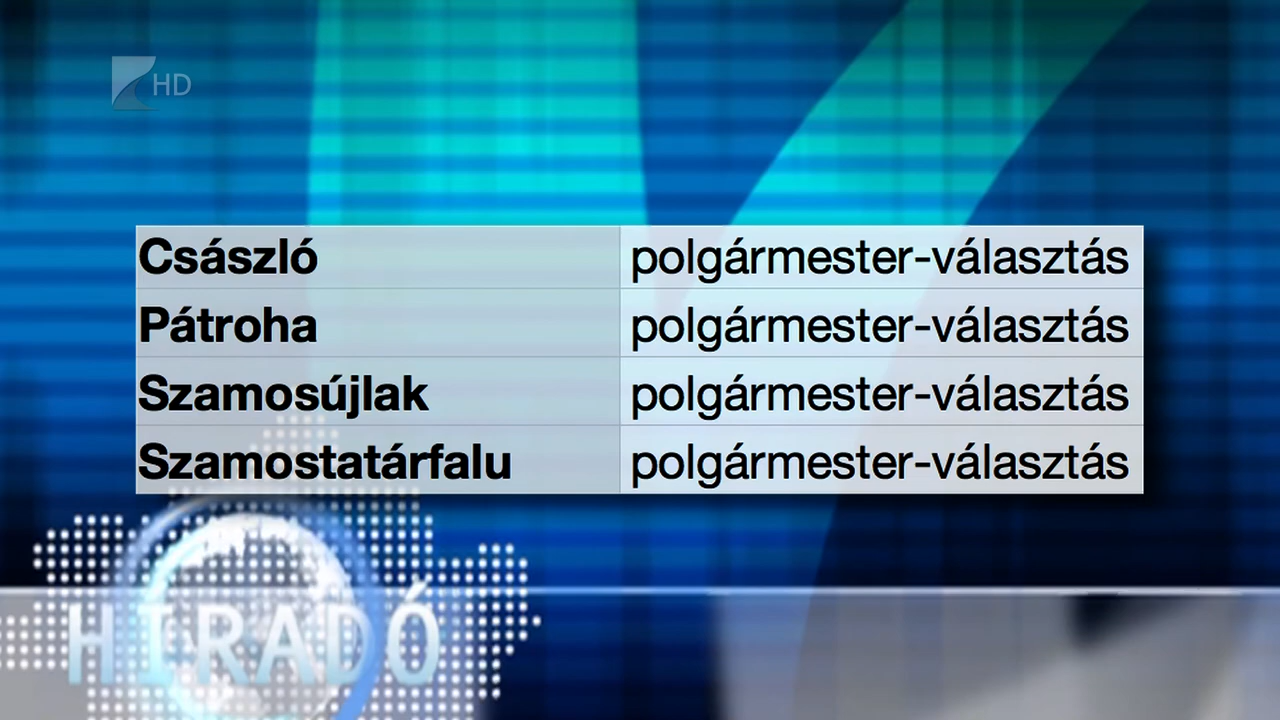 HD
Császló polgármester-választás
Pátroha polgármester-választás
Szamosújlak polgármester-választás
Szamostatárfalu polgármester-választás
HÍRADÓ